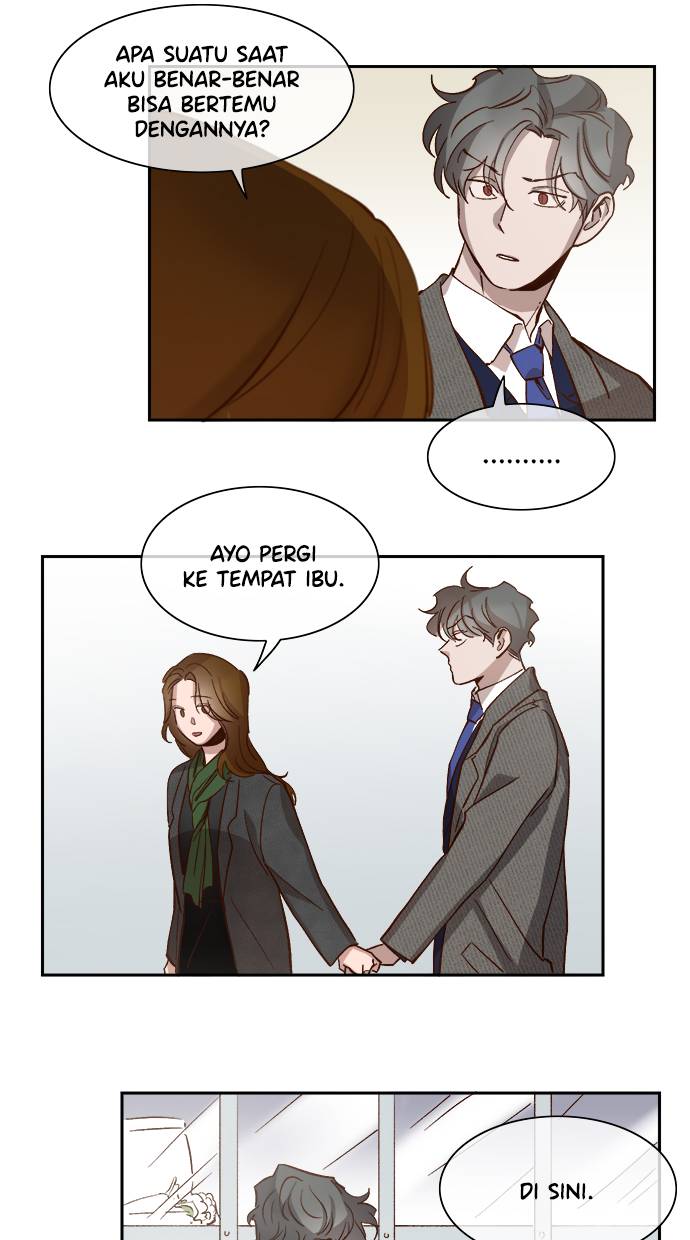 APA SUATU SAAT
AKU BENAR-BENAR
BISA BERTEMU
DENGANNYA?
..........
AYO PERGI
KE TEMPAT IBU.
DI SINI.